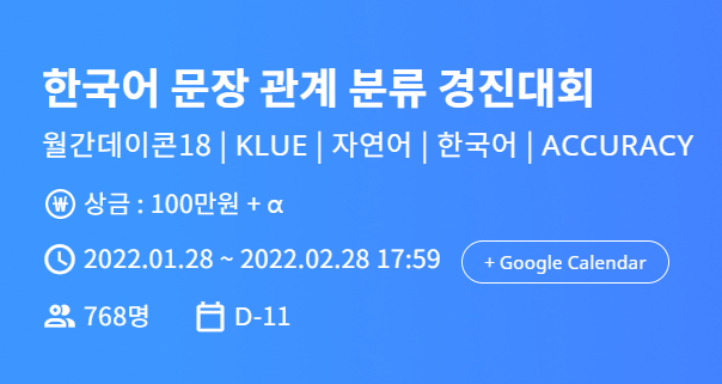 한국어 문장 관계 분류 경진대회
월간데이콘18 | KLUE | 자연어 | 한국어 | ACCURACY
₩ 상금 : 100만원 + α
2022.01.28 ~ 2022.02.28 17:59 + Google Calendar
768명 D-11